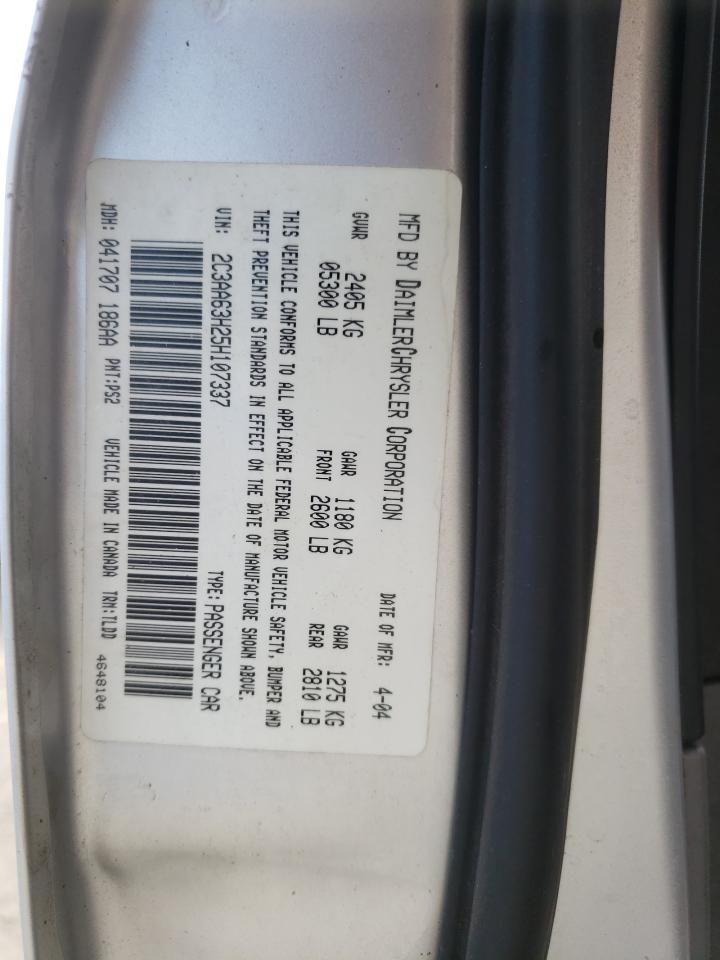 MFD BY DAIMLERCHRYSLER CORPORATION DATE OF MFR: 4-04
GVWR 2405 KG GAWR 1180 KG GAWR 1275 KG
05300 LB FRONT 2600 LB REAR 2810 LB
THIS VEHICLE CONFORMS TO ALL APPLICABLE FEDERAL MOTOR VEHICLE SAFETY, BUMPER AND
THEFT PREVENTION STANDARDS IN EFFECT ON THE DATE OF MANUFACTURE SHOWN ABOVE.
VIN: 2C3AA63H25H107337 TYPE: PASSENGER CAR
MDH: 041707 186AA PNT:PS2 VEHICLE MADE IN CANADA TRM:TLDD 4648104